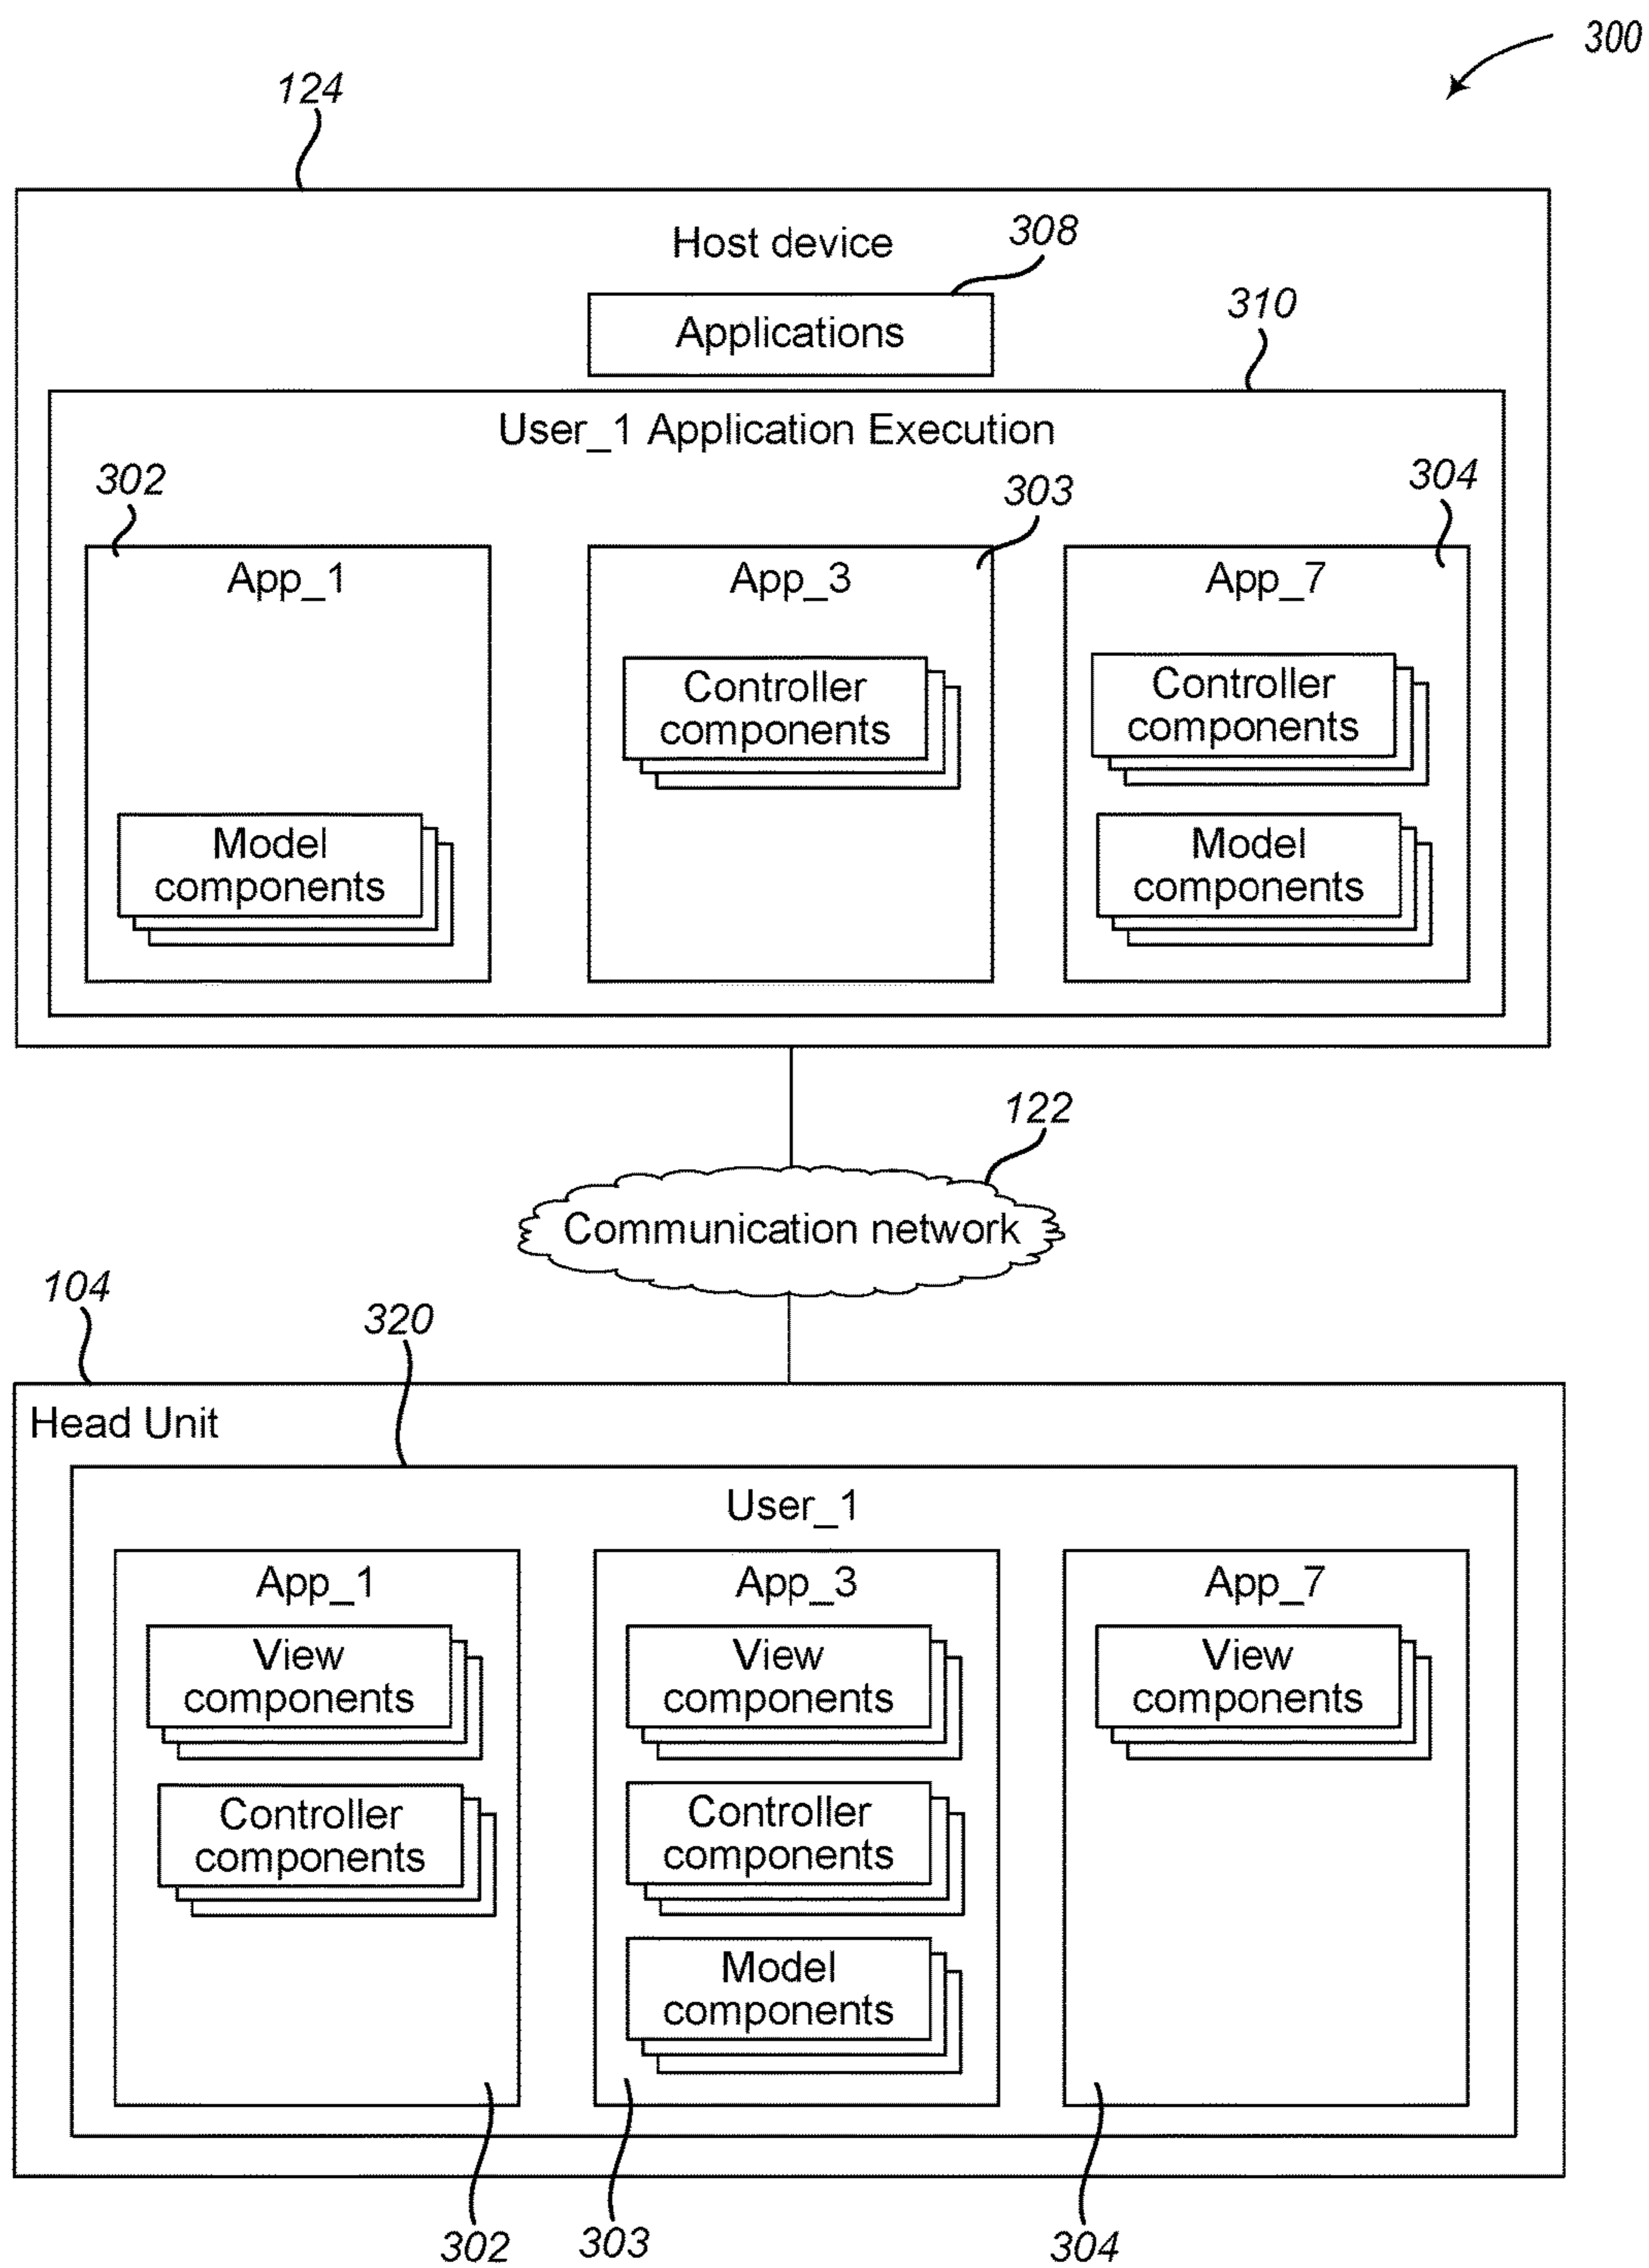 300
124
Host device
308
Applications
310
User_1 Application Execution
302
303
304
App_1
App_3
App_7
Controller
components
Controller
components
Model
components
Model
components
122
Communication network
104
320
Head Unit
User_1
App_1
App_3
App_7
View
components
View
components
View
components
Controller
components
Controller
components
Model
components
302
303
304